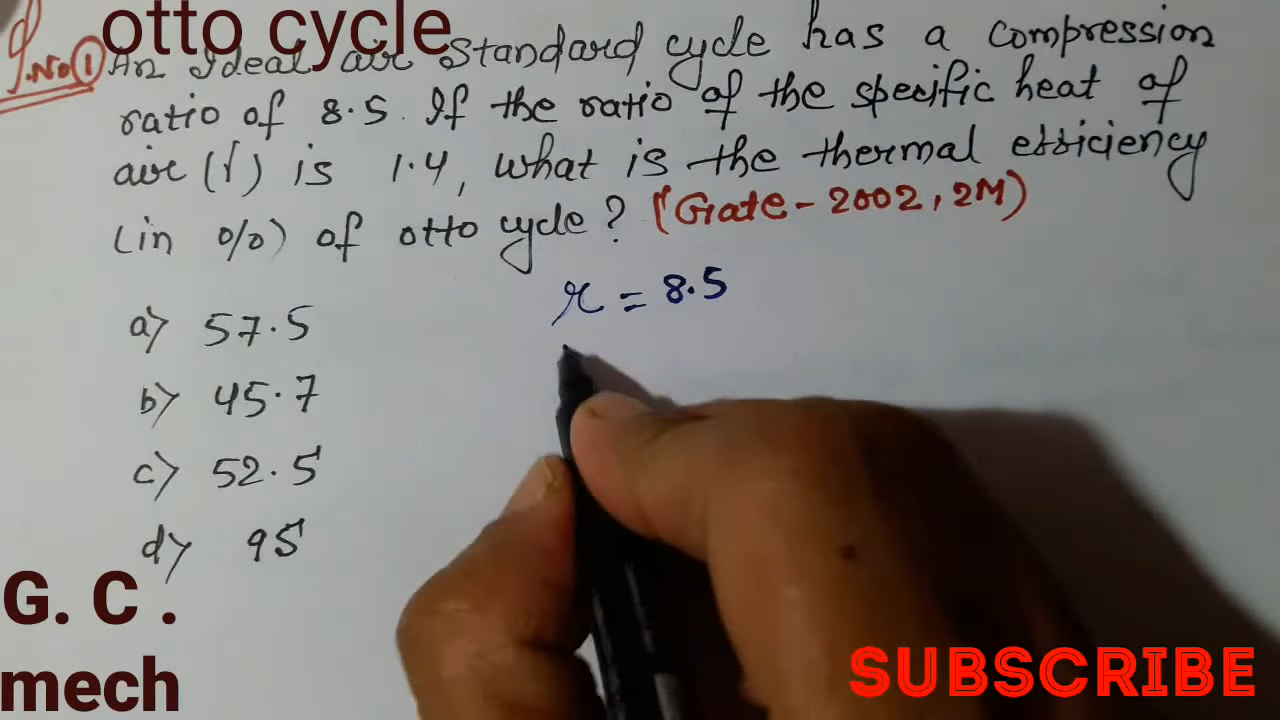 otto cycle
Q.No ① An Ideal air standard cycle has a compression
ratio of 8.5. If the ratio of the specific heat of
air (γ) is 1.4, what is the thermal efficiency
(in %) of otto cycle? (Gate-2002, 2M)
r = 8.5
a) 57.5
b) 45.7
c) 52.5
d) 95
G. C .
mech
SUBSCRIBE